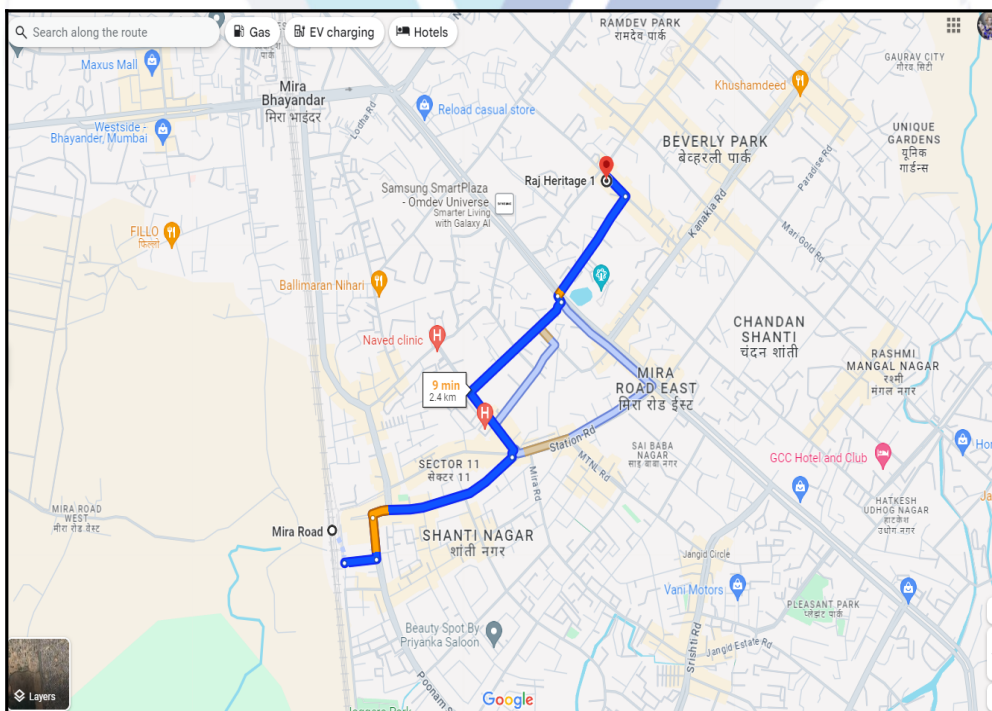 Search along the route
Gas
EV charging
Hotels
RAMDEV PARK
रामदेव पार्क
Maxus Mall
GAURAV CITY
गौरव सिटी
Mira
Bhayandar
मिरा भाइंदर
Lodha Rd
Reload casual store
Khushamdeed
Westside -
Bhayander, Mumbai
BEVERLY PARK
बेव्हरली पार्क
UNIQUE
GARDENS
यूनिक
गार्डन्स
Paradise Rd
Raj Heritage 1
Samsung SmartPlaza
- Omdev Universe
Smarter Living
with Galaxy AI
Kanakia Rd
FILLO
फिल्लो
Mari Gold Rd
Ballimaran Nihari
Naved clinic
CHANDAN
SHANTI
चंदन शांती
RASHMI
MANGAL NAGAR
रश्मी
मंगल नगर
9 min
2.4 km
MIRA
ROAD EAST
मिरा रोड ईस्ट
Station Rd
SAI BABA
NAGAR
साई बाबा
नगर
GCC Hotel and Club
Hor
SECTOR 11
सेक्टर 11
Mira Rd
MTNL Rd
MIRA ROAD
WEST
मीरा रोड वेस्ट
HATKESH
UDHOG NAGAR
हाटकेश
उधोग नगर
Ja
Mira Road
SHANTI NAGAR
शांती नगर
Jangid Circle
Vani Motors
PLEASANT PARK
प्लेझंट पार्क
Beauty Spot By
Priyanka Saloon
Srishti Rd
Jangid Estate Rd
Layers
Poonam S
Google